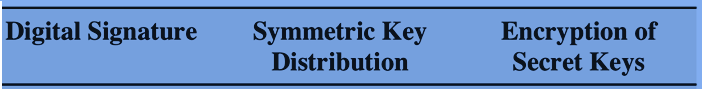 Digital Signature
Symmetric Key
Distribution
Encryption of
Secret Keys